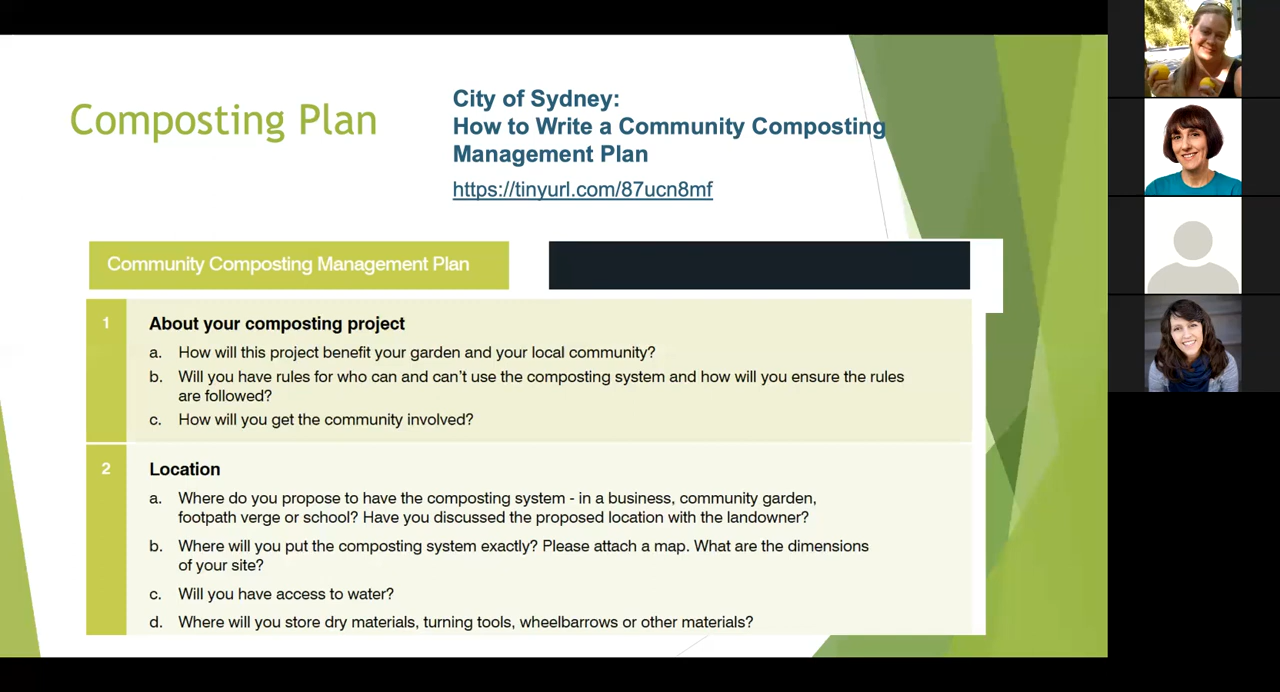 Composting Plan
City of Sydney:
How to Write a Community Composting
Management Plan
https://tinyurl.com/87ucn8mf
Community Composting Management Plan
1
About your composting project
a. How will this project benefit your garden and your local community?
b. Will you have rules for who can and can't use the composting system and how will you ensure the rules
are followed?
c. How will you get the community involved?
2
Location
a. Where do you propose to have the composting system - in a business, community garden,
footpath verge or school? Have you discussed the proposed location with the landowner?
b. Where will you put the composting system exactly? Please attach a map. What are the dimensions
of your site?
c. Will you have access to water?
d. Where will you store dry materials, turning tools, wheelbarrows or other materials?